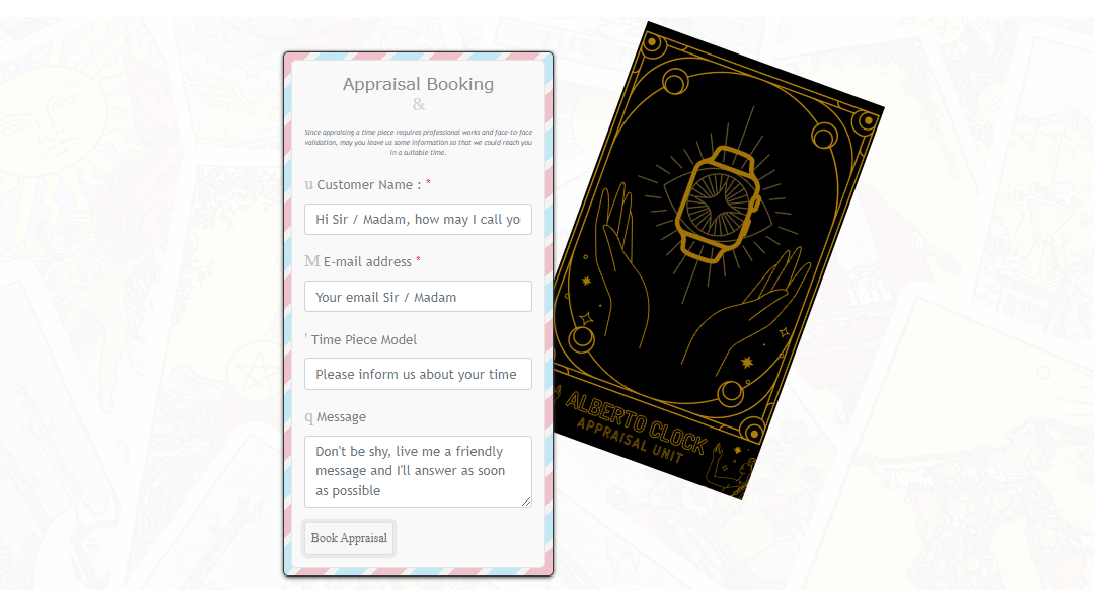 Appraisal Booking
&
Since appraising a time piece requires professional works and face-to-face
validation, may you leave us some information so that we could reach you
in a suitable time.
u Customer Name : *
Hi Sir / Madam, how may I call yo
M E-mail address *
Your email Sir / Madam
' Time Piece Model
Please inform us about your time
q Message
Don't be shy, live me a friendly
message and I'll answer as soon
as possible
Book Appraisal
ALBERTO CLOCK
APPRAISAL UNIT